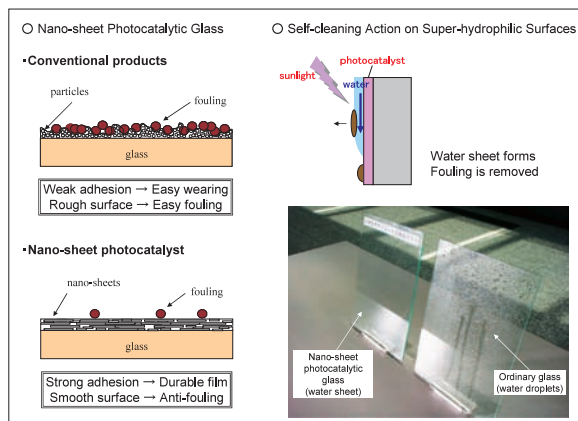 ○ Nano-sheet Photocatalytic Glass
・Conventional products
particles
fouling
glass
Weak adhesion → Easy wearing
Rough surface → Easy fouling
・Nano-sheet photocatalyst
nano-sheets
fouling
glass
Strong adhesion → Durable film
Smooth surface → Anti-fouling
○ Self-cleaning Action on Super-hydrophilic Surfaces
photocatalyst
sunlight
water
Water sheet forms
Fouling is removed
Nano-sheet
photocatalytic
glass
(water sheet)
Ordinary glass
(water droplets)